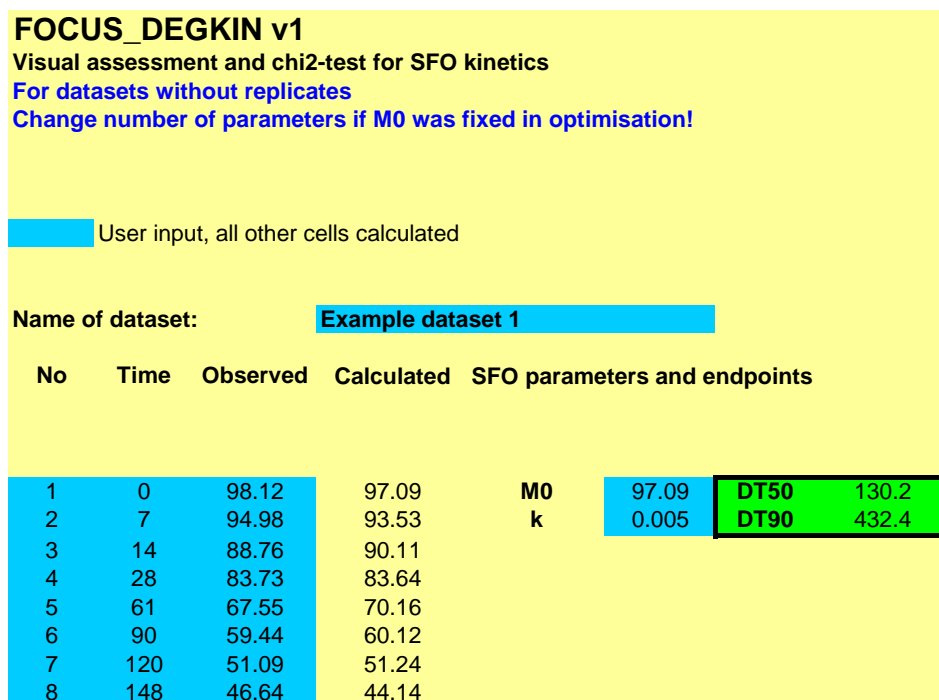 FOCUS_DEGKIN v1
Visual assessment and chi2-test for SFO kinetics
For datasets without replicates
Change number of parameters if M0 was fixed in optimisation!
User input, all other cells calculated
Name of dataset: Example dataset 1
No Time Observed Calculated SFO parameters and endpoints
1 0 98.12 97.09 M0 97.09 DT50 130.2
2 7 94.98 93.53 k 0.005 DT90 432.4
3 14 88.76 90.11
4 28 83.73 83.64
5 61 67.55 70.16
6 90 59.44 60.12
7 120 51.09 51.24
8 148 46.64 44.14